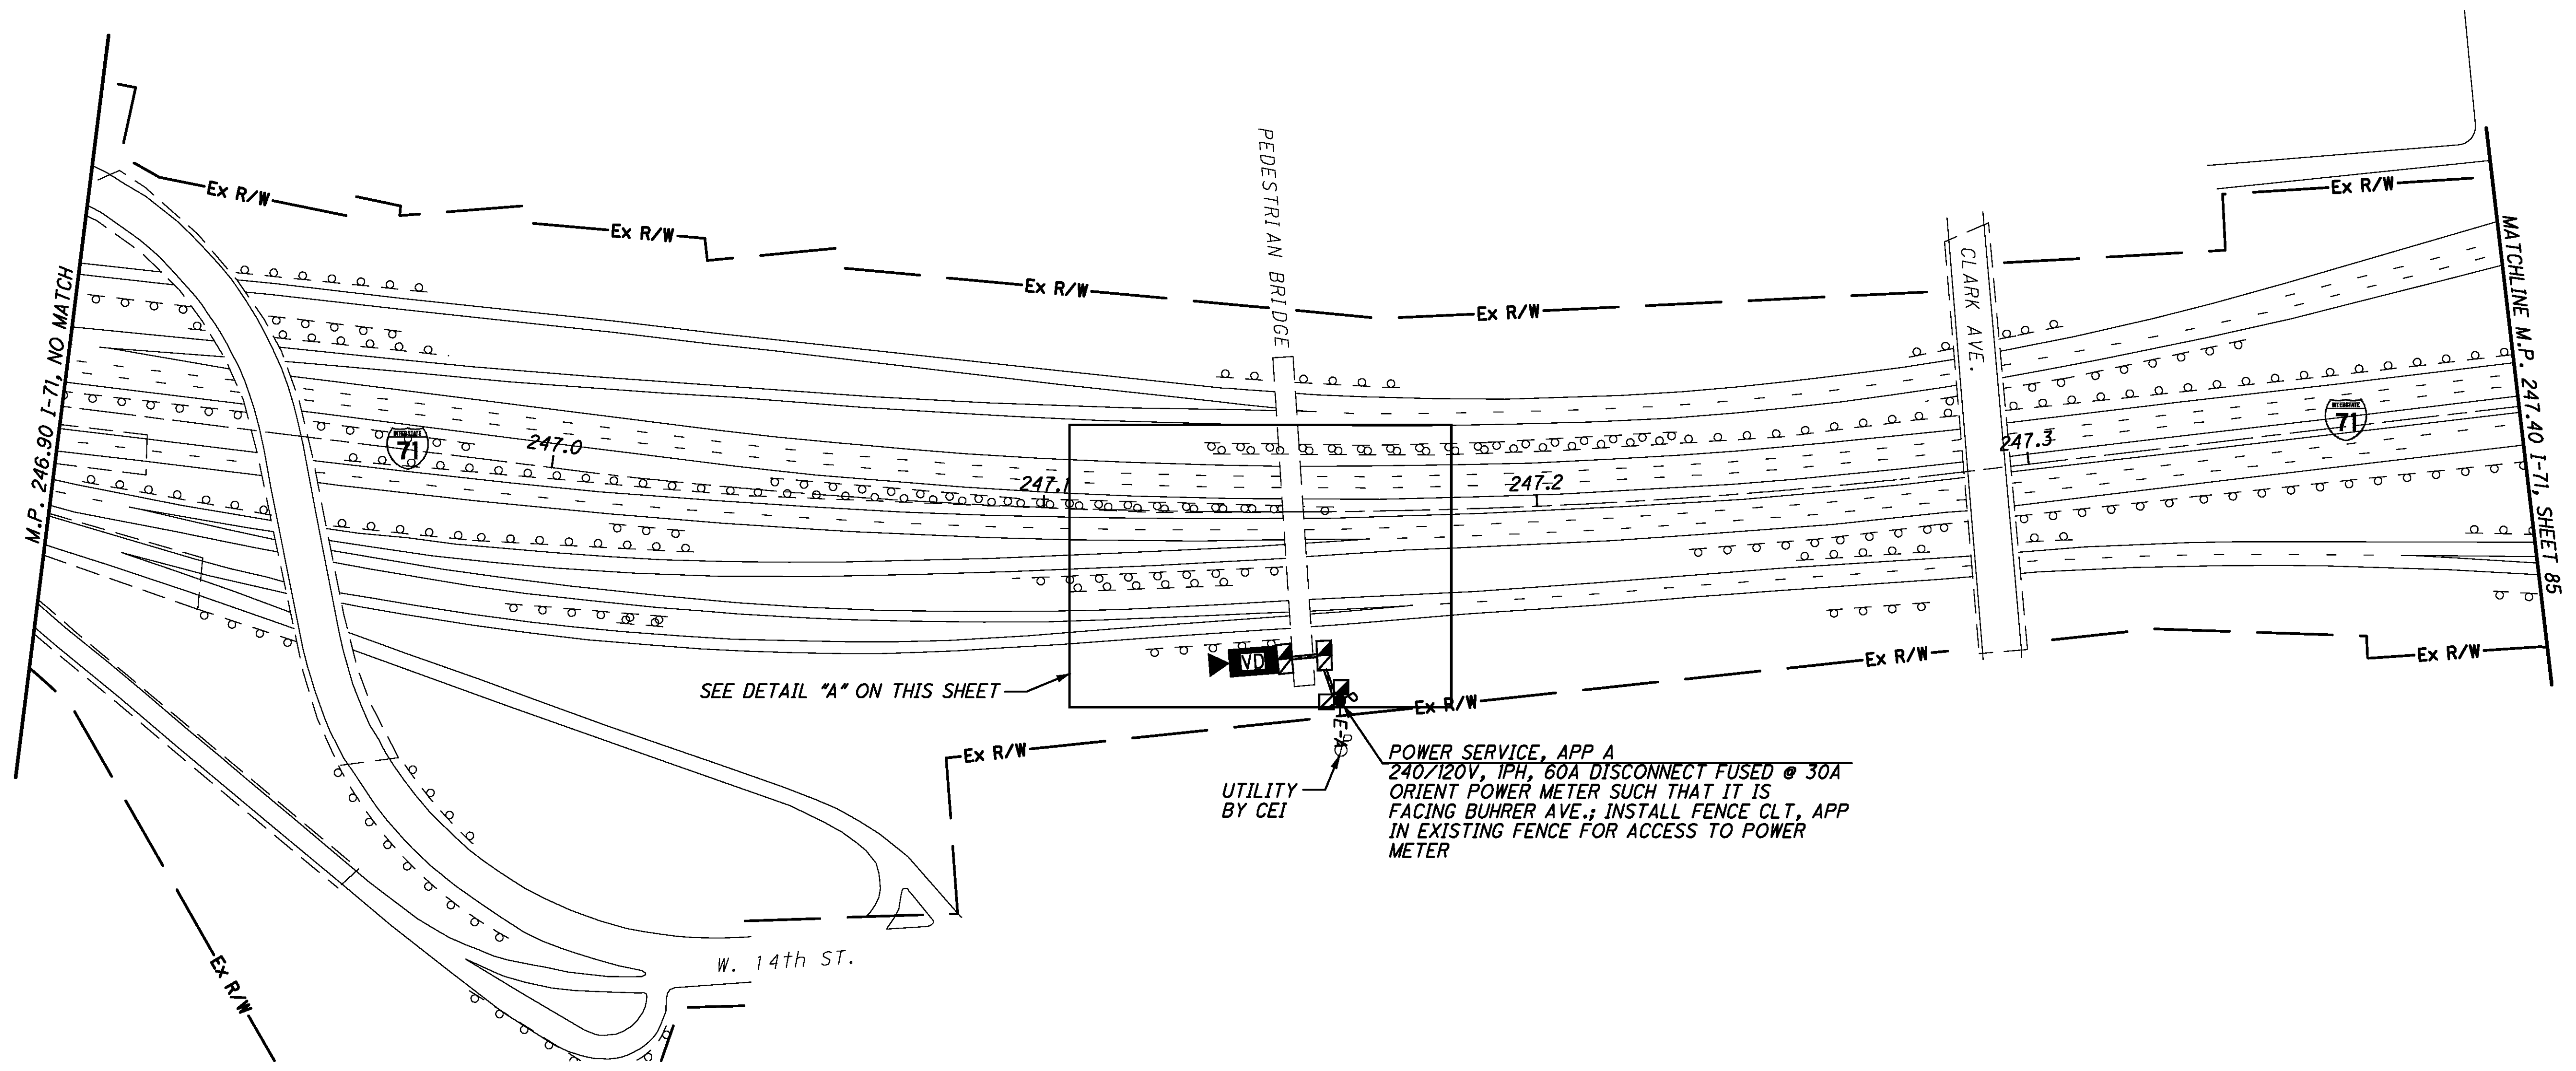 M.P. 246.90 I-71, NO MATCH
Ex R/W
Ex R/W
Ex R/W
Ex R/W
Ex R/W
PEDESTRIAN BRIDGE
CLARK AVE.
MATCHLINE M.P. 247.40 I-71, SHEET 85
INTERSTATE
71
INTERSTATE
71
247.0
247.1
247.2
247.3
VD
SEE DETAIL "A" ON THIS SHEET
Ex R/W
Ex R/W
Ex R/W
Ex R/W
E-A
UTILITY
BY CEI
POWER SERVICE, APP A
240/120V, 1PH, 60A DISCONNECT FUSED @ 30A
ORIENT POWER METER SUCH THAT IT IS
FACING BUHRER AVE.; INSTALL FENCE CLT, APP
IN EXISTING FENCE FOR ACCESS TO POWER
METER
W. 14th ST.
Ex R/W